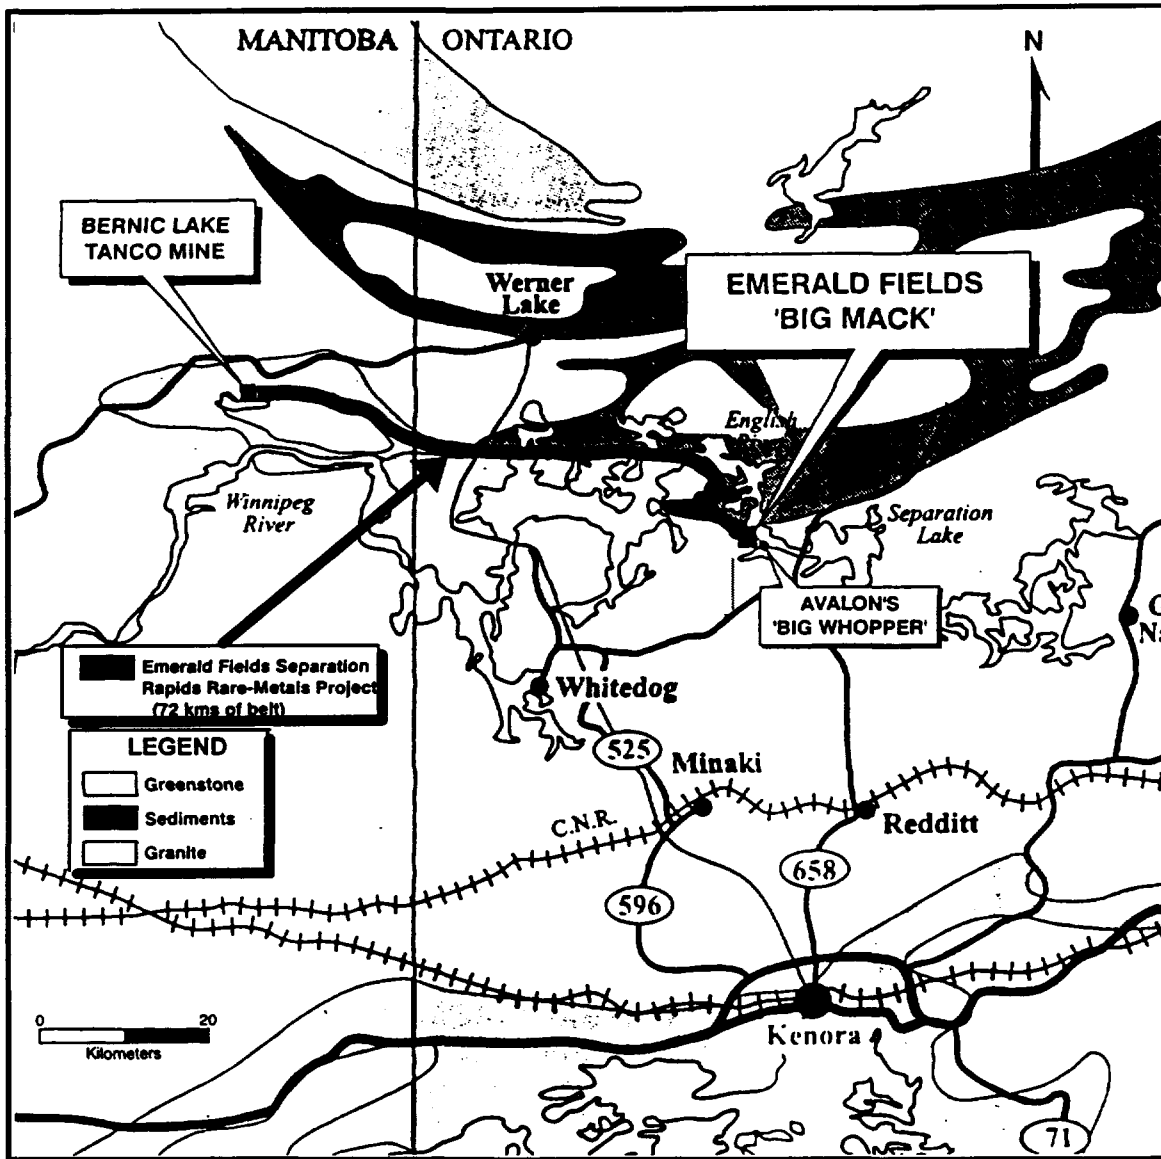 MANITOBA ONTARIO
N
BERNIC LAKE
TANCO MINE
Werner
Lake
EMERALD FIELDS
'BIG MACK'
English
Winnipeg
River
Separation
Lake
AVALON'S
'BIG WHOPPER'
Emerald Fields Separation
Rapids Rare-Metals Project
(72 kms of belt)
Whitedog
LEGEND
Greenstone
Sediments
Granite
525
Minaki
C.N.R.
Redditt
658
596
0 20
Kilometers
Kenora
71